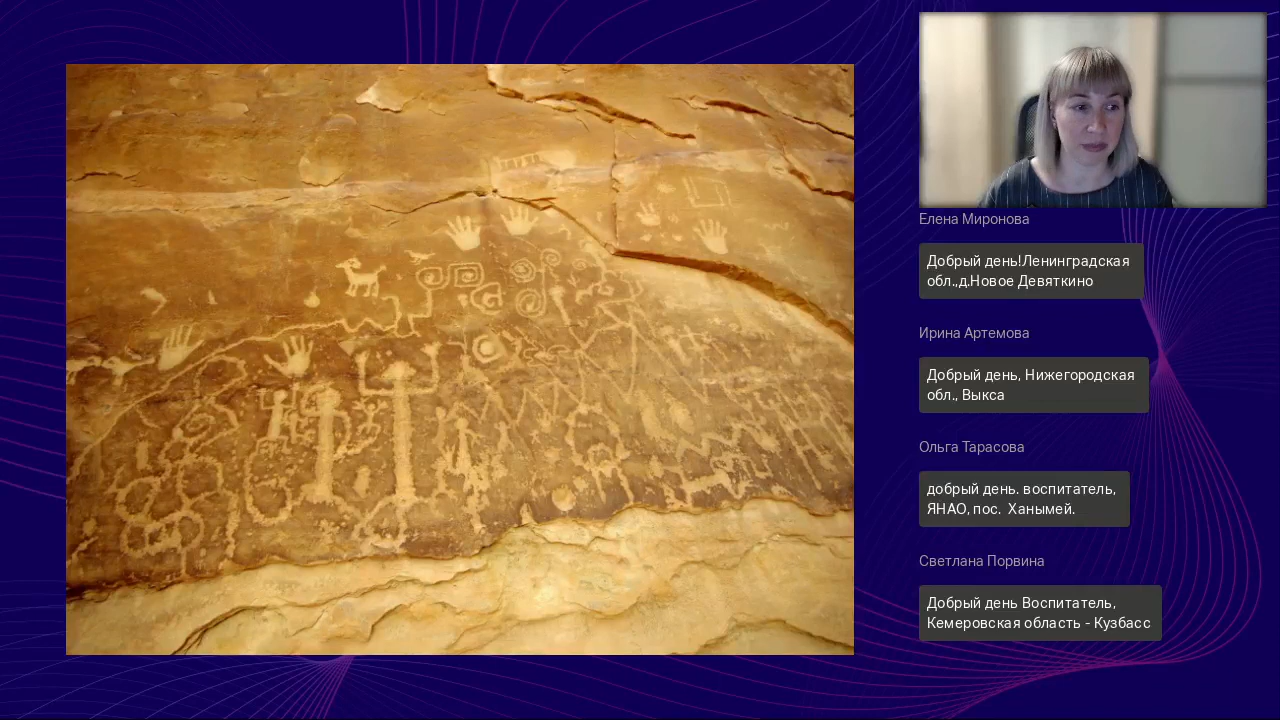 Елена Миронова
Добрый день!Ленинградская
обл.,д.Новое Девяткино
Ирина Артемова
Добрый день, Нижегородская
обл., Выкса
Ольга Тарасова
добрый день. воспитатель,
ЯНАО, пос.  Ханымей.
Светлана Порвина
Добрый день Воспитатель,
Кемеровская область - Кузбасс